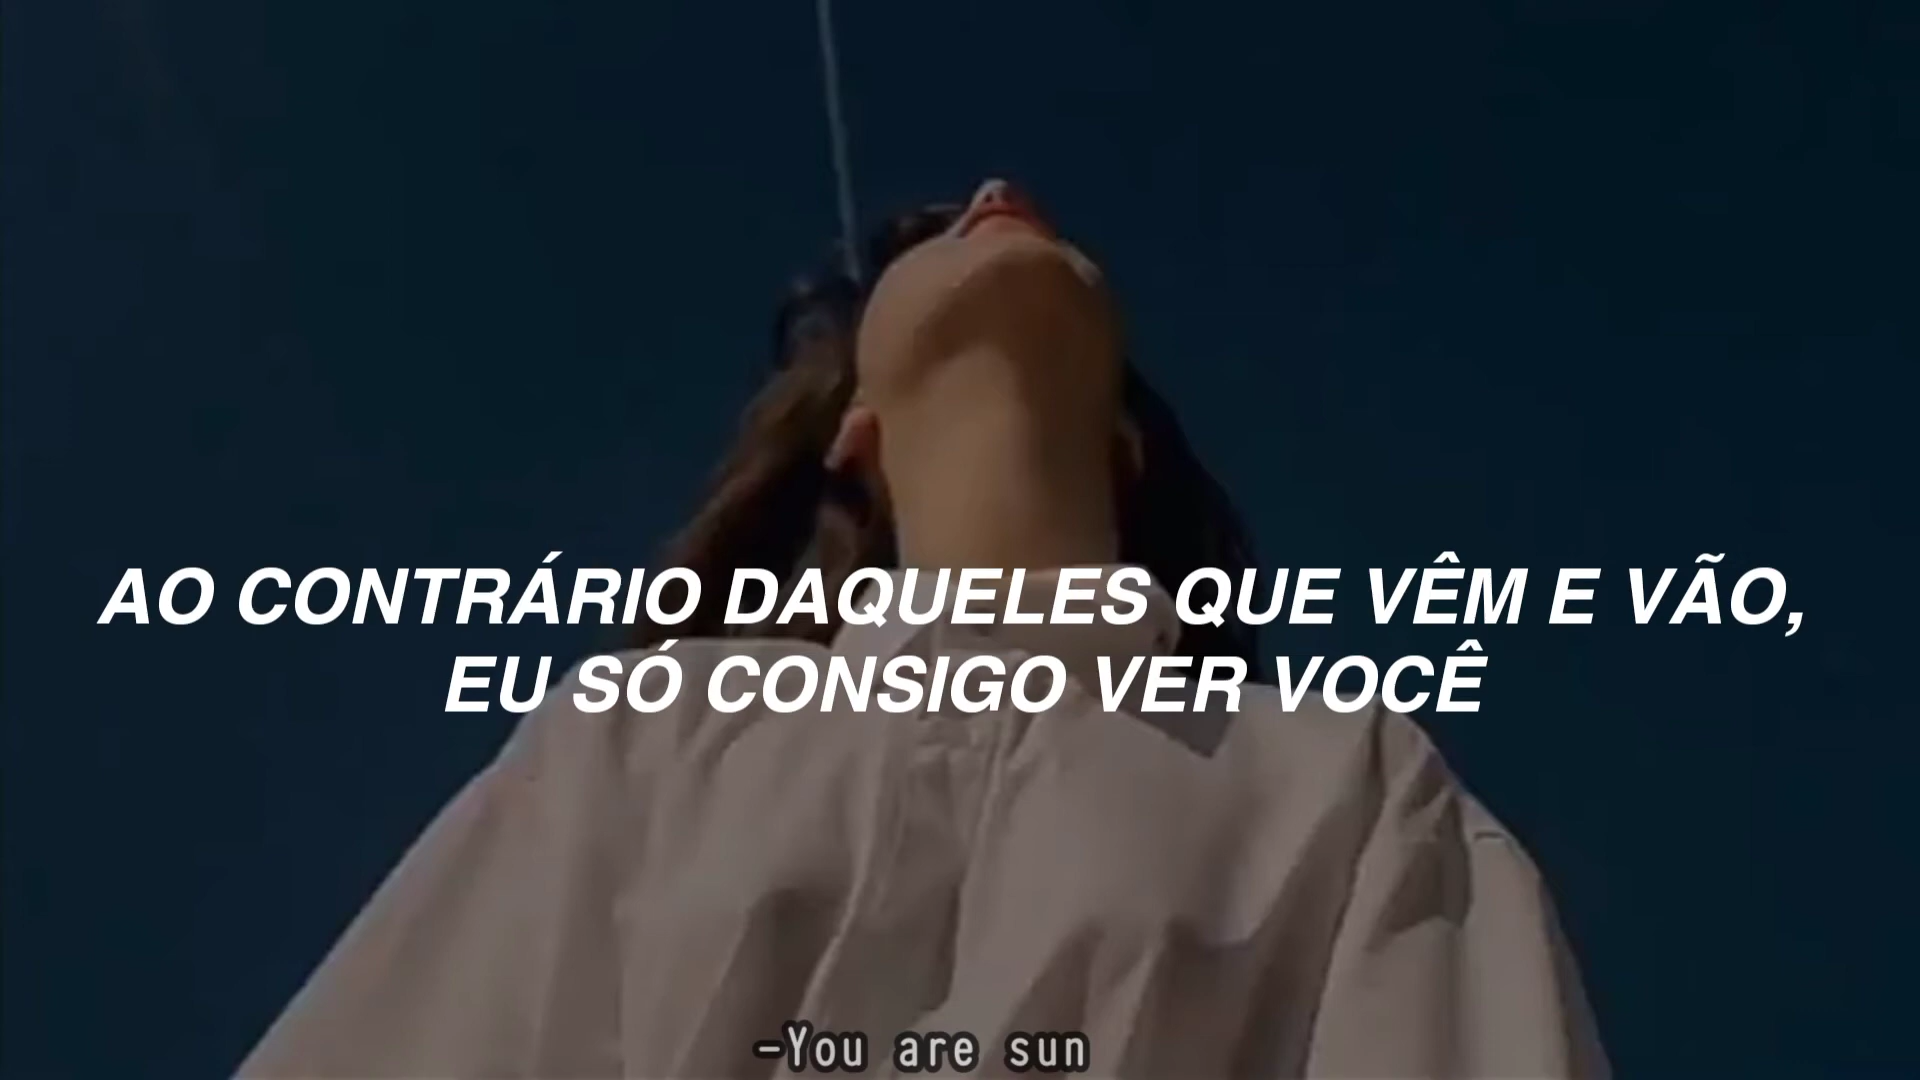 AO CONTRÁRIO DAQUELES QUE VÊM E VÃO,
EU SÓ CONSIGO VER VOCÊ
-You are sun